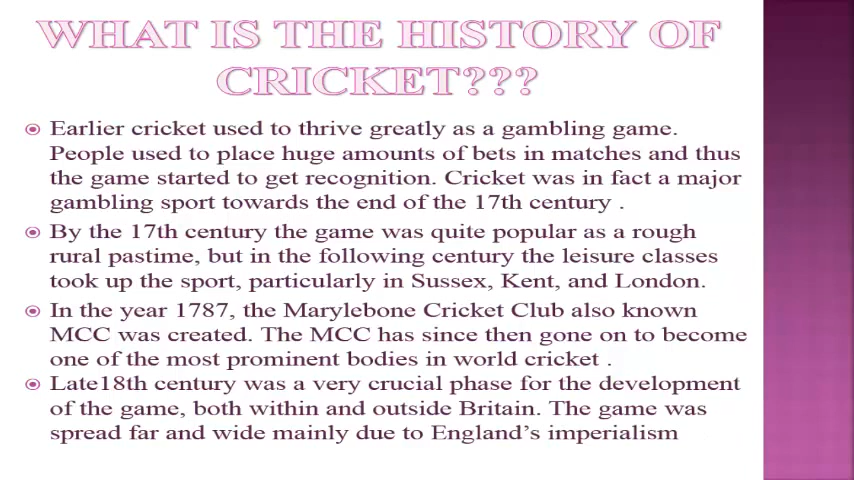 WHAT IS THE HISTORY OF
CRICKET???
Earlier cricket used to thrive greatly as a gambling game.
People used to place huge amounts of bets in matches and thus
the game started to get recognition. Cricket was in fact a major
gambling sport towards the end of the 17th century .
By the 17th century the game was quite popular as a rough
rural pastime, but in the following century the leisure classes
took up the sport, particularly in Sussex, Kent, and London.
In the year 1787, the Marylebone Cricket Club also known
MCC was created. The MCC has since then gone on to become
one of the most prominent bodies in world cricket .
Late18th century was a very crucial phase for the development
of the game, both within and outside Britain. The game was
spread far and wide mainly due to England’s imperialism